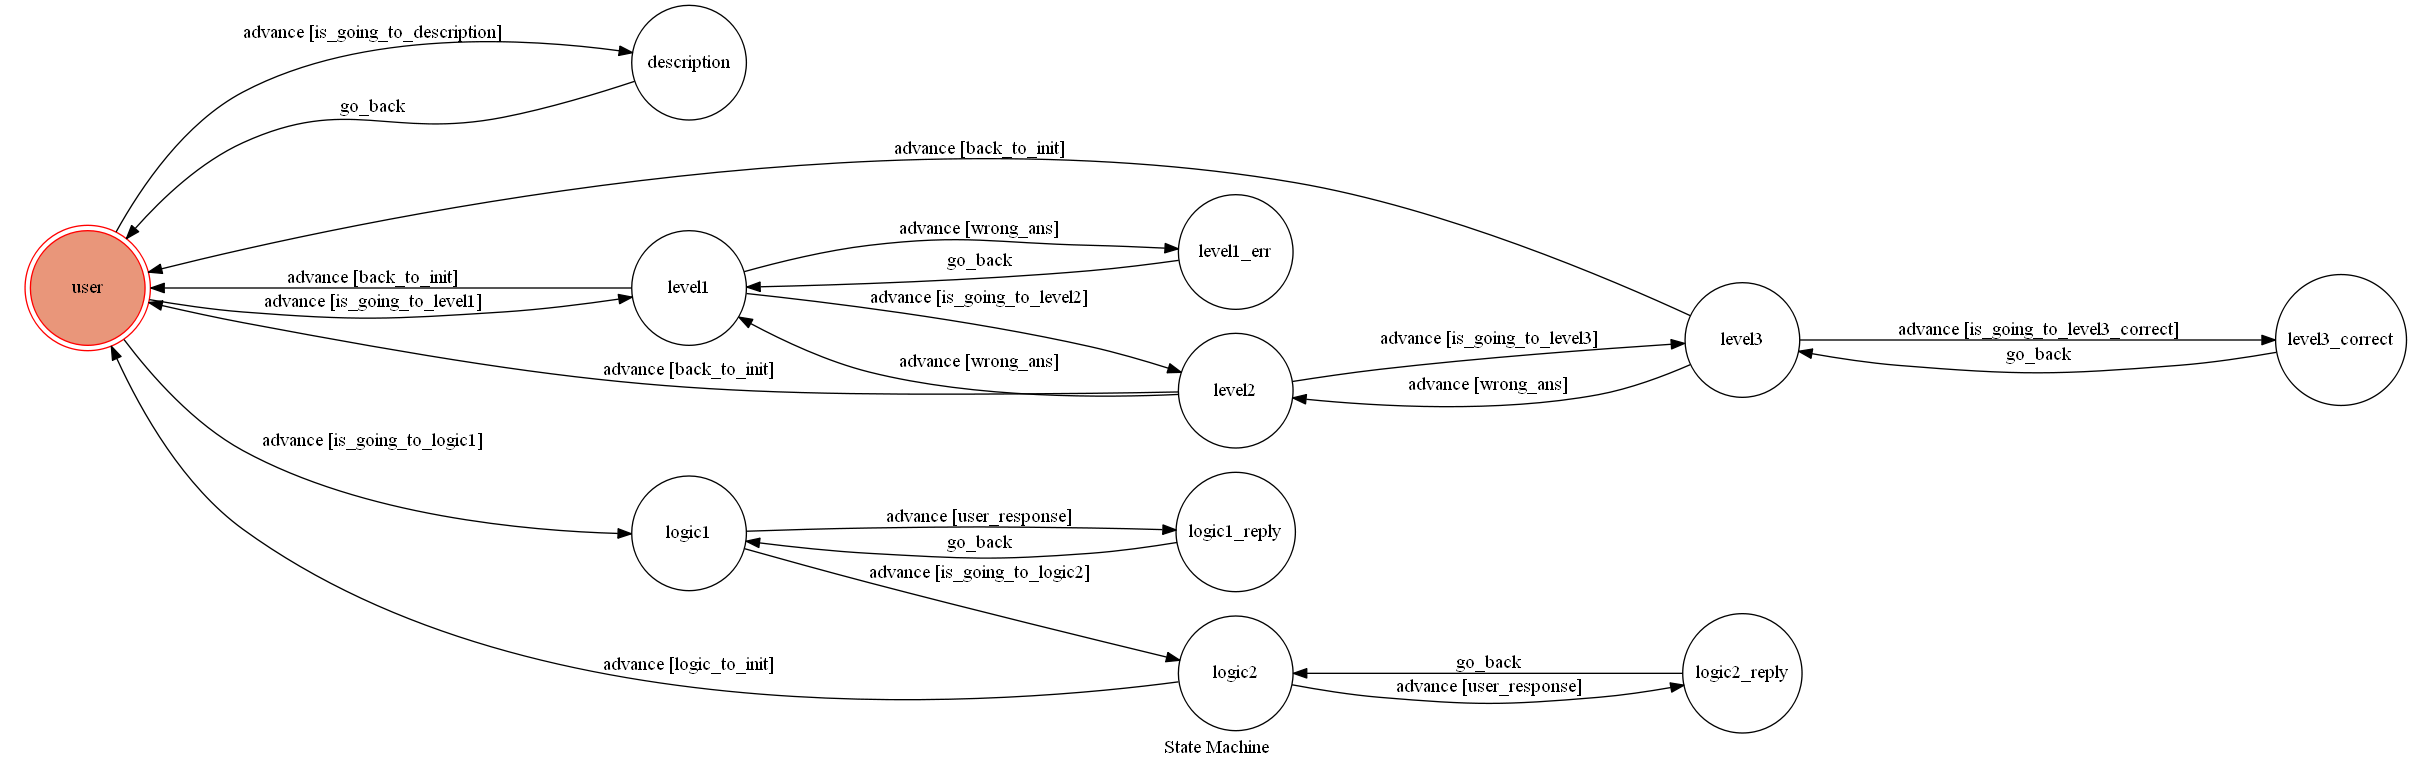 advance [is_going_to_description]
description
go_back
advance [back_to_init]
advance [wrong_ans]
level1_err
go_back
user
advance [back_to_init]
advance [is_going_to_level1]
level1
advance [is_going_to_level2]
advance [wrong_ans]
advance [back_to_init]
level2
advance [is_going_to_level3]
advance [wrong_ans]
level3
advance [is_going_to_level3_correct]
go_back
level3_correct
advance [is_going_to_logic1]
logic1
advance [user_response]
go_back
logic1_reply
advance [is_going_to_logic2]
advance [logic_to_init]
logic2
go_back
advance [user_response]
logic2_reply
State Machine